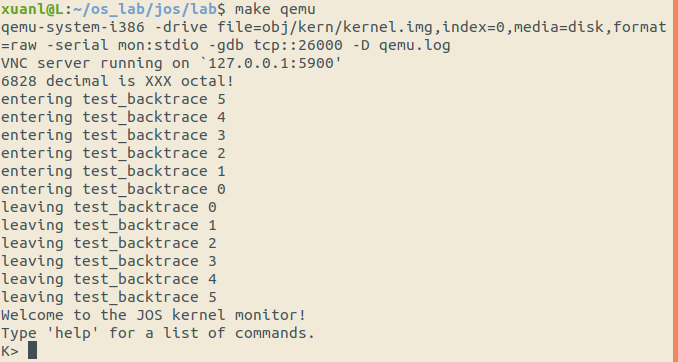 xuanl@L:~/os_lab/jos/lab$ make qemu
qemu-system-i386 -drive file=obj/kern/kernel.img,index=0,media=disk,format
=raw -serial mon:stdio -gdb tcp::26000 -D qemu.log
VNC server running on `127.0.0.1:5900'
6828 decimal is XXX octal!
entering test_backtrace 5
entering test_backtrace 4
entering test_backtrace 3
entering test_backtrace 2
entering test_backtrace 1
entering test_backtrace 0
leaving test_backtrace 0
leaving test_backtrace 1
leaving test_backtrace 2
leaving test_backtrace 3
leaving test_backtrace 4
leaving test_backtrace 5
Welcome to the JOS kernel monitor!
Type 'help' for a list of commands.
K>